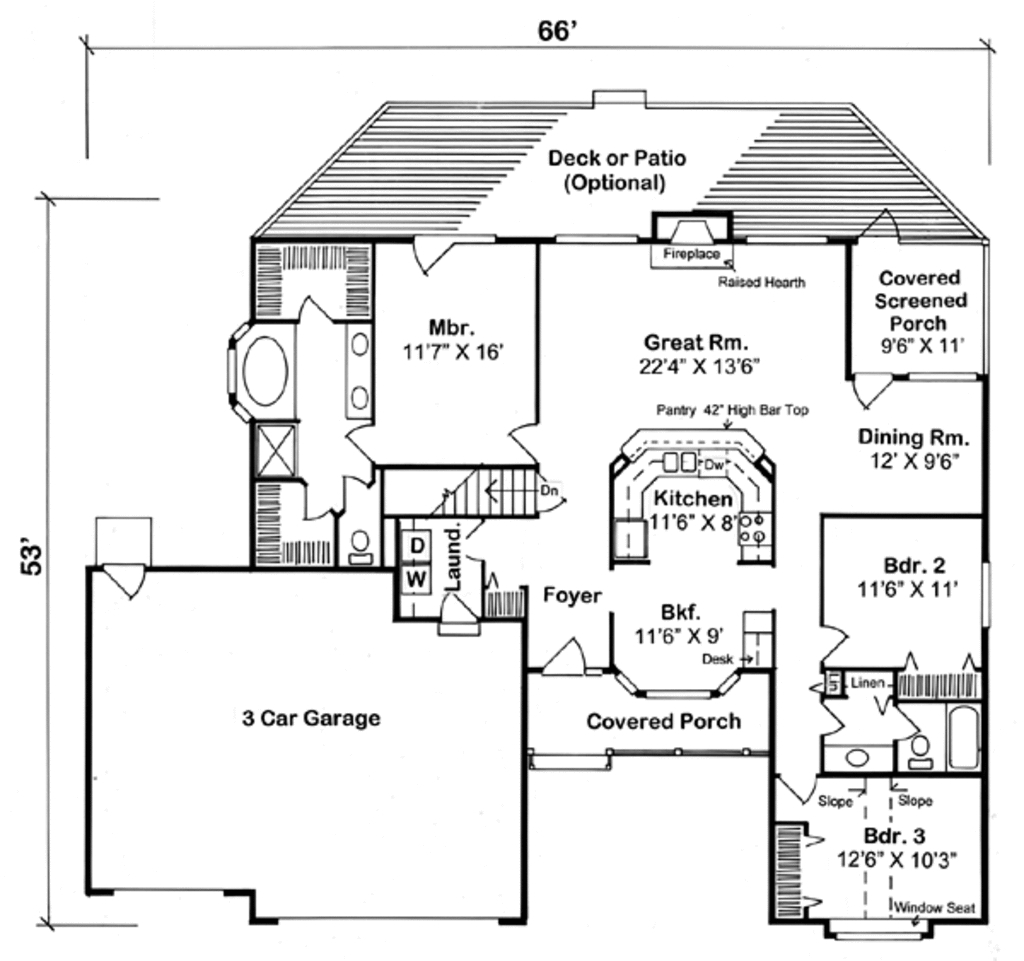 66’
Deck or Patio
(Optional)
Fireplace
Raised Hearth
Covered
Screened
Porch
9’6” X 11’
Mbr.
11’7” X 16’
Great Rm.
22’4” X 13’6”
Pantry 42” High Bar Top
Dining Rm.
12’ X 9’6”
Dw
Kitchen
11’6” X 8’
Dn
53’
D
W
Laund.
Bdr. 2
11’6” X 11’
Foyer
Bkf.
11’6” X 9’
Desk
Lin
Linen
3 Car Garage
Covered Porch
Slope
Slope
Bdr. 3
12’6” X 10’3”
Window Seat